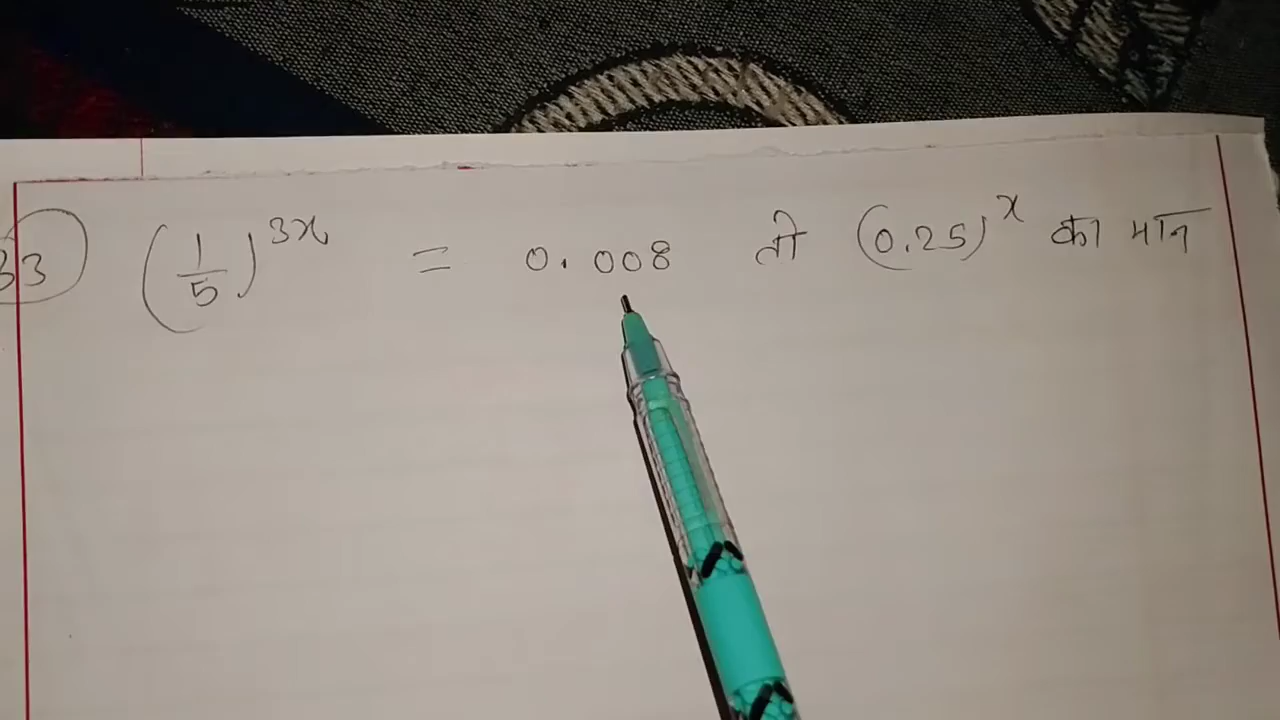 33 (1/5)^3x = 0.008 तो (0.25)^x का मान